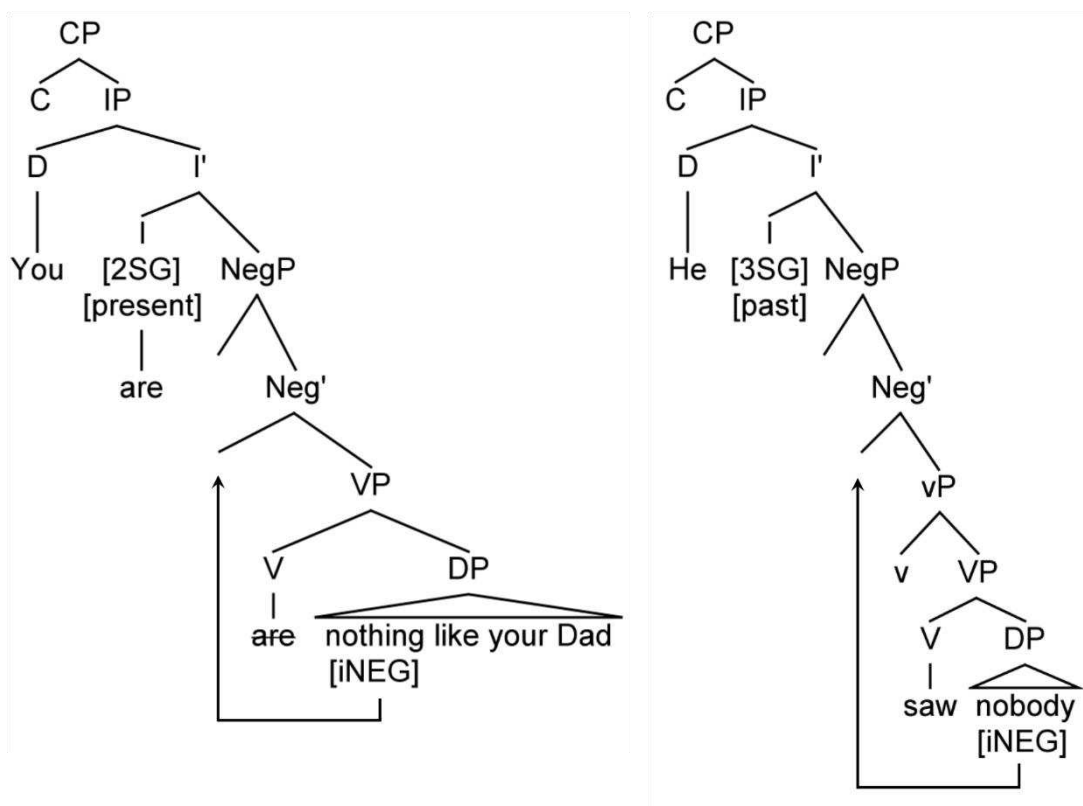 CP
C IP
D I'
I
You [2SG] NegP
[present]
are Neg'
VP
V DP
are nothing like your Dad
[iNEG]
CP
C IP
D I'
I
He [3SG] NegP
[past]
Neg'
vP
v VP
V DP
saw nobody
[iNEG]